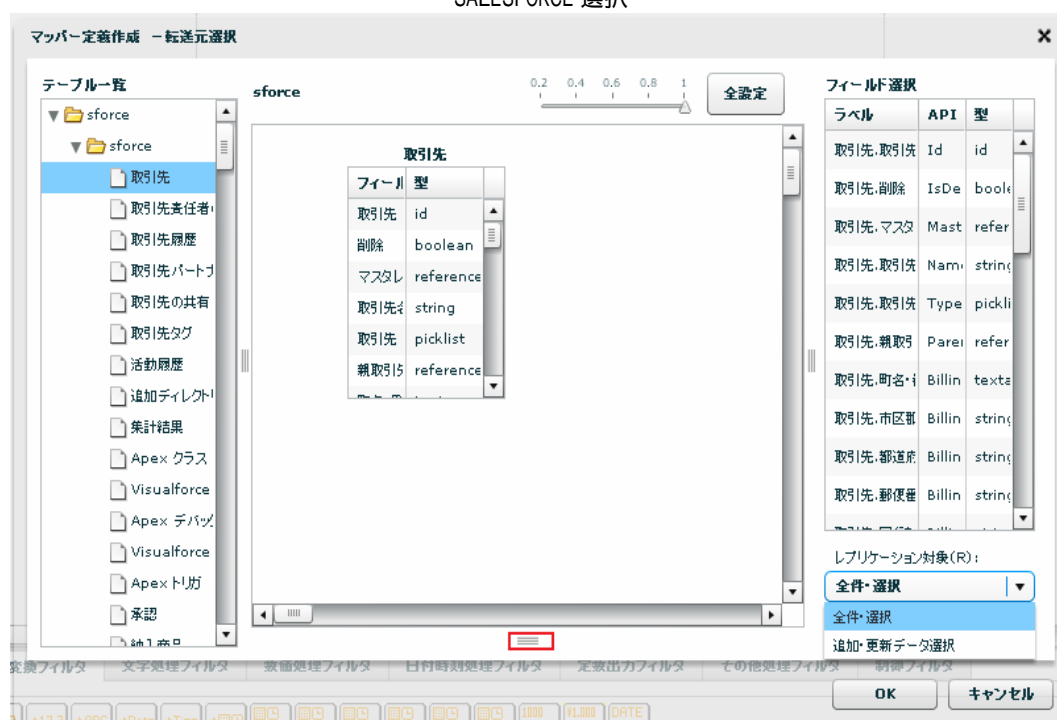 SALESFORCE 選択
マッパー定義作成 －転送元選択
テーブル一覧
sforce
sforce
取引先
取引先責任者
取引先履歴
取引先パートナ
取引先の共有
取引先タグ
活動履歴
追加ディレクトリ
集計結果
Apex クラス
Visualforce
Apex デバッグ
Visualforce
Apex トリガ
承認
納入商品
sforce
0.2 0.4 0.6 0.8 1
全設定
取引先
フィール 型
取引先 id
削除 boolean
マスタレ reference
取引先名 string
取引先 picklist
親取引先 reference
フィールド選択
ラベル API 型
取引先.取引先 Id id
取引先.削除 IsDe boole
取引先.マスタ Mast refer
取引先.取引先 Name string
取引先.取引先 Type pickli
取引先.親取引 Parei refer
取引先.町名・ Billin texta
取引先.市区郡 Billin string
取引先.都道府 Billin string
取引先.郵便番 Billin string
レプリケーション対象(R):
全件・選択
全件・選択
追加・更新データ選択
変換フィルタ 文字処理フィルタ 数値処理フィルタ 日付時刻処理フィルタ 定数出力フィルタ その他処理フィルタ 制御フィルタ
OK キャンセル
1000 ¥1,000 DATE